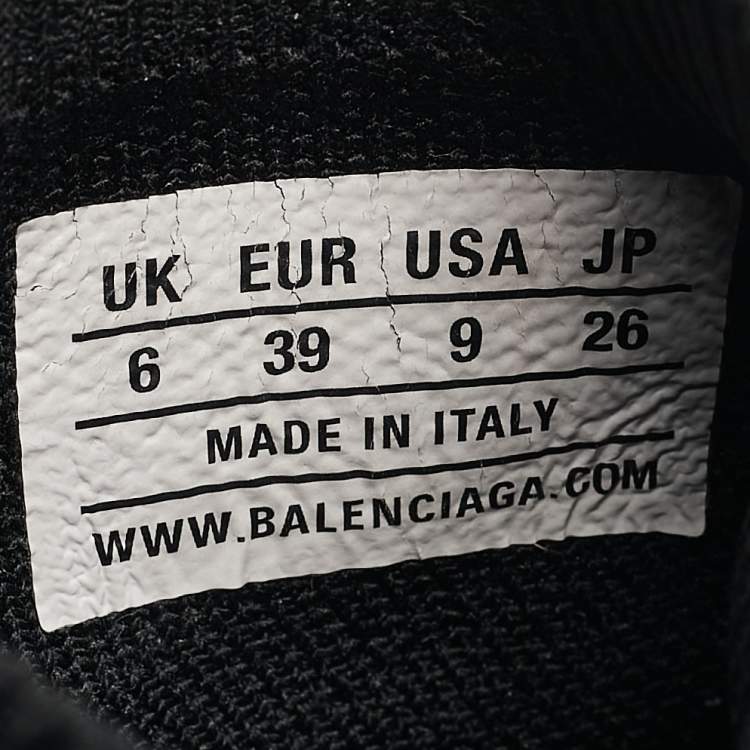 UK EUR USA JP
6 39 9 26
MADE IN ITALY
WWW.BALENCIAGA.COM